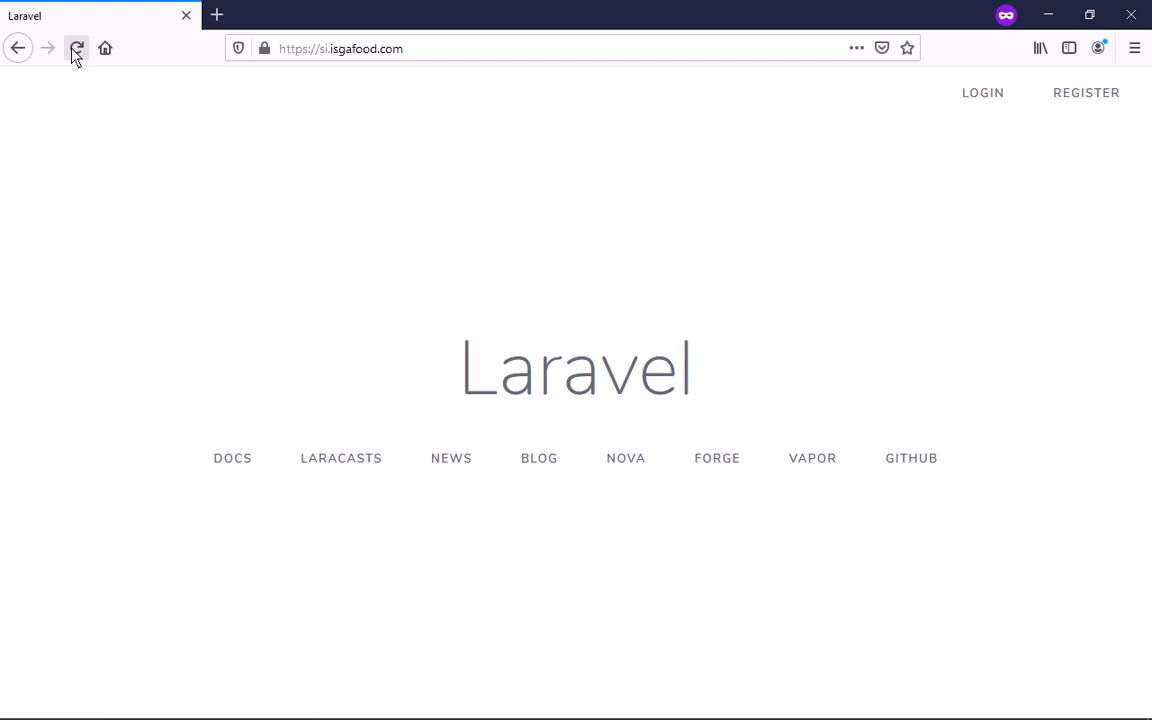 Laravel
https://si.isgafood.com
LOGIN REGISTER
Laravel
DOCS LARACASTS NEWS BLOG NOVA FORGE VAPOR GITHUB